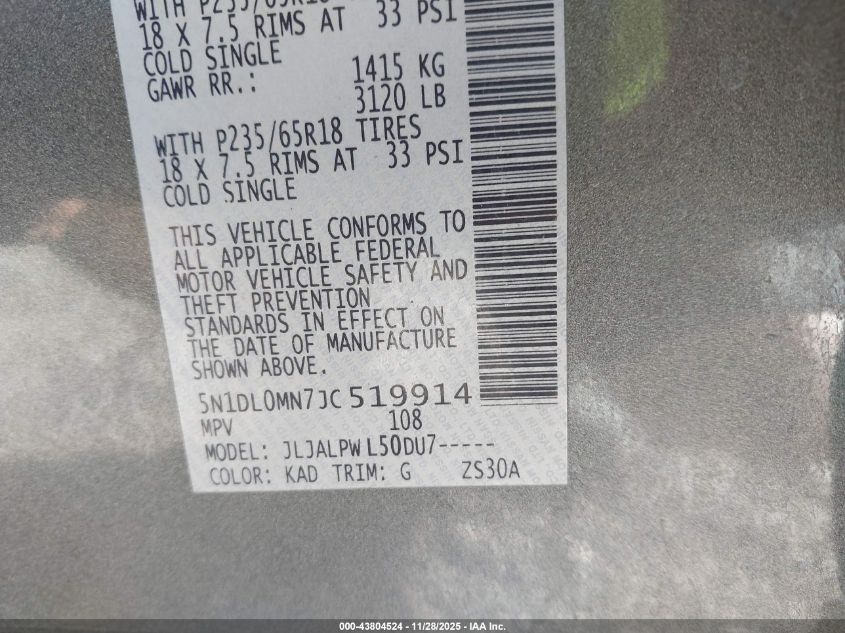 WITH P235/65R18
18 X 7.5 RIMS AT 33 PSI
COLD SINGLE
GAWR RR.: 1415 KG
3120 LB
WITH P235/65R18 TIRES
18 X 7.5 RIMS AT 33 PSI
COLD SINGLE
THIS VEHICLE CONFORMS TO
ALL APPLICABLE FEDERAL
MOTOR VEHICLE SAFETY AND
THEFT PREVENTION
STANDARDS IN EFFECT ON
THE DATE OF MANUFACTURE
SHOWN ABOVE.
5N1DL0MN7JC519914
MPV 108
MODEL: JLJALPWL50DU7-----
COLOR: KAD TRIM: G ZS30A
000-43804524 | 11/28/2025 - IAA Inc.